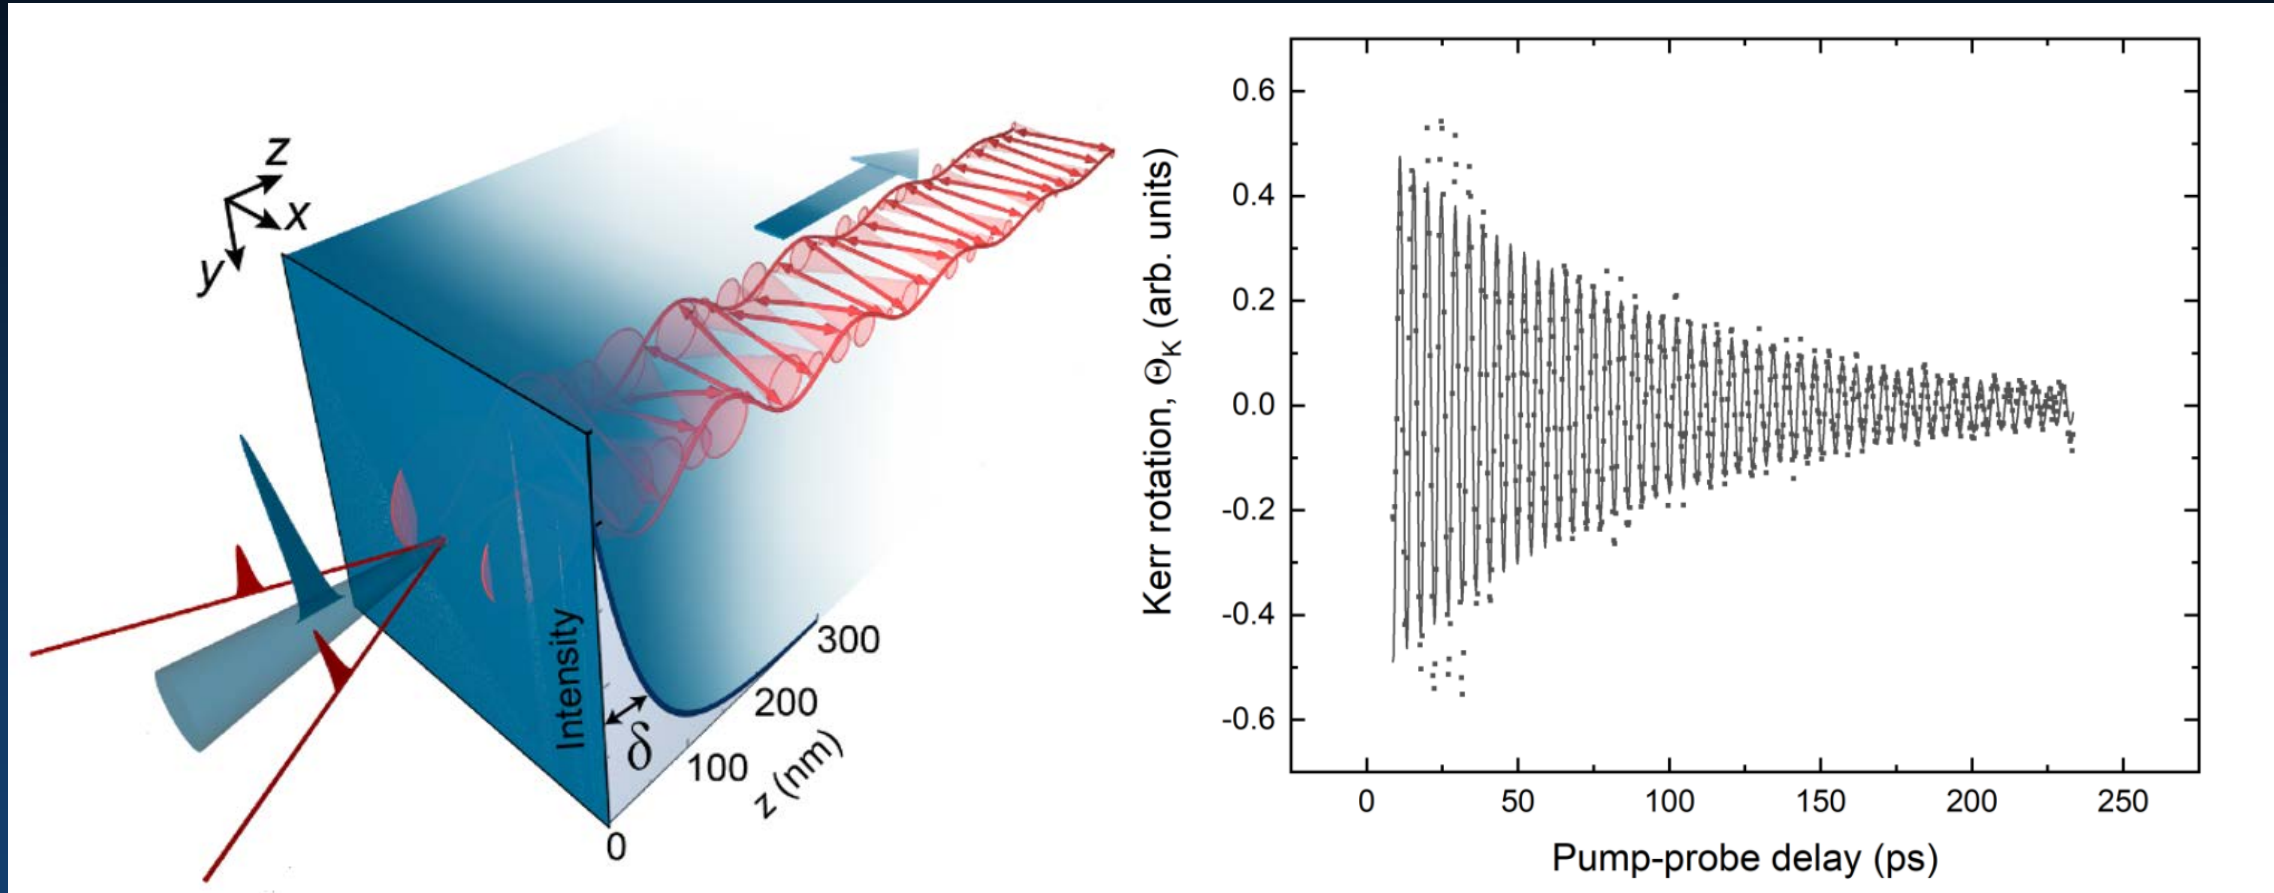 z
x
y
Intensity
δ
0
100
200
300
z (nm)
Kerr rotation, Θ_K (arb. units)
0.6
0.4
0.2
0.0
-0.2
-0.4
-0.6
0 50 100 150 200 250
Pump-probe delay (ps)